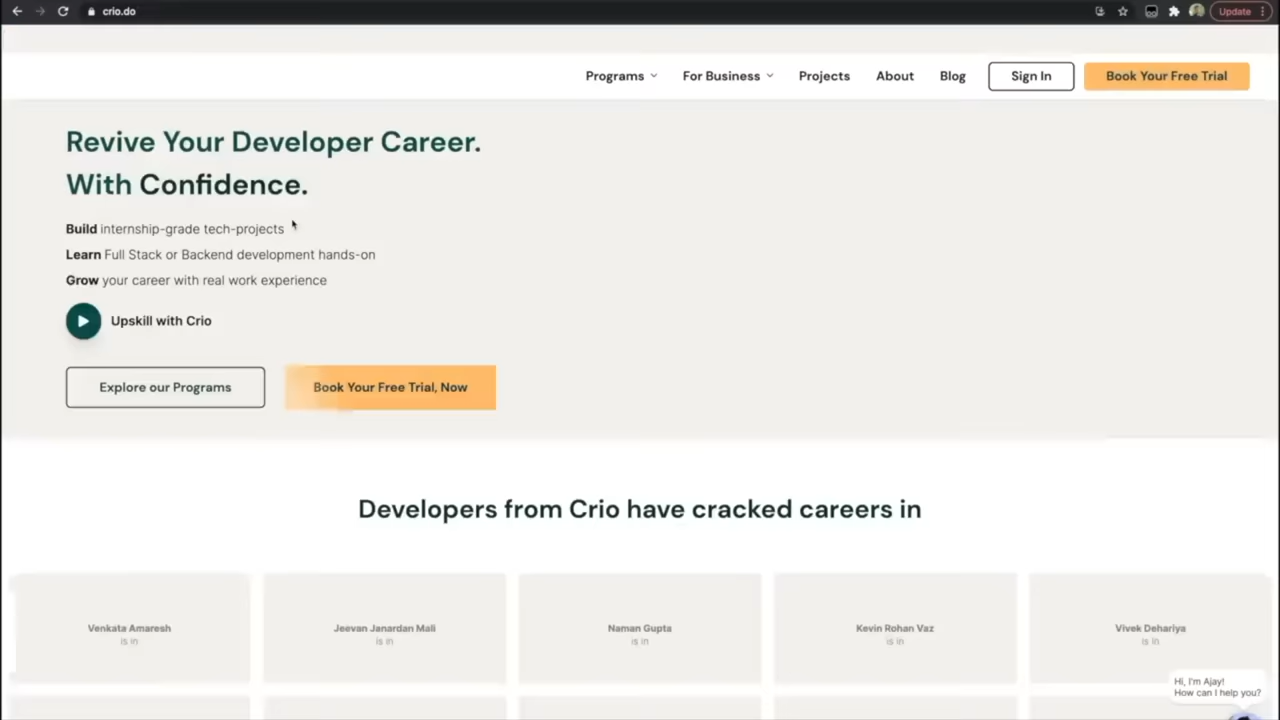 crio.do
Update
Programs
For Business
Projects
About
Blog
Sign In
Book Your Free Trial
Revive Your Developer Career.
With Confidence.
Build internship-grade tech-projects
Learn Full Stack or Backend development hands-on
Grow your career with real work experience
Upskill with Crio
Explore our Programs
Book Your Free Trial, Now
Developers from Crio have cracked careers in
Venkata Amaresh
is in
Jeevan Janardan Mali
is in
Naman Gupta
is in
Kevin Rohan Vaz
is in
Vivek Dehariya
is in
Hi, I'm Ajay!
How can I help you?